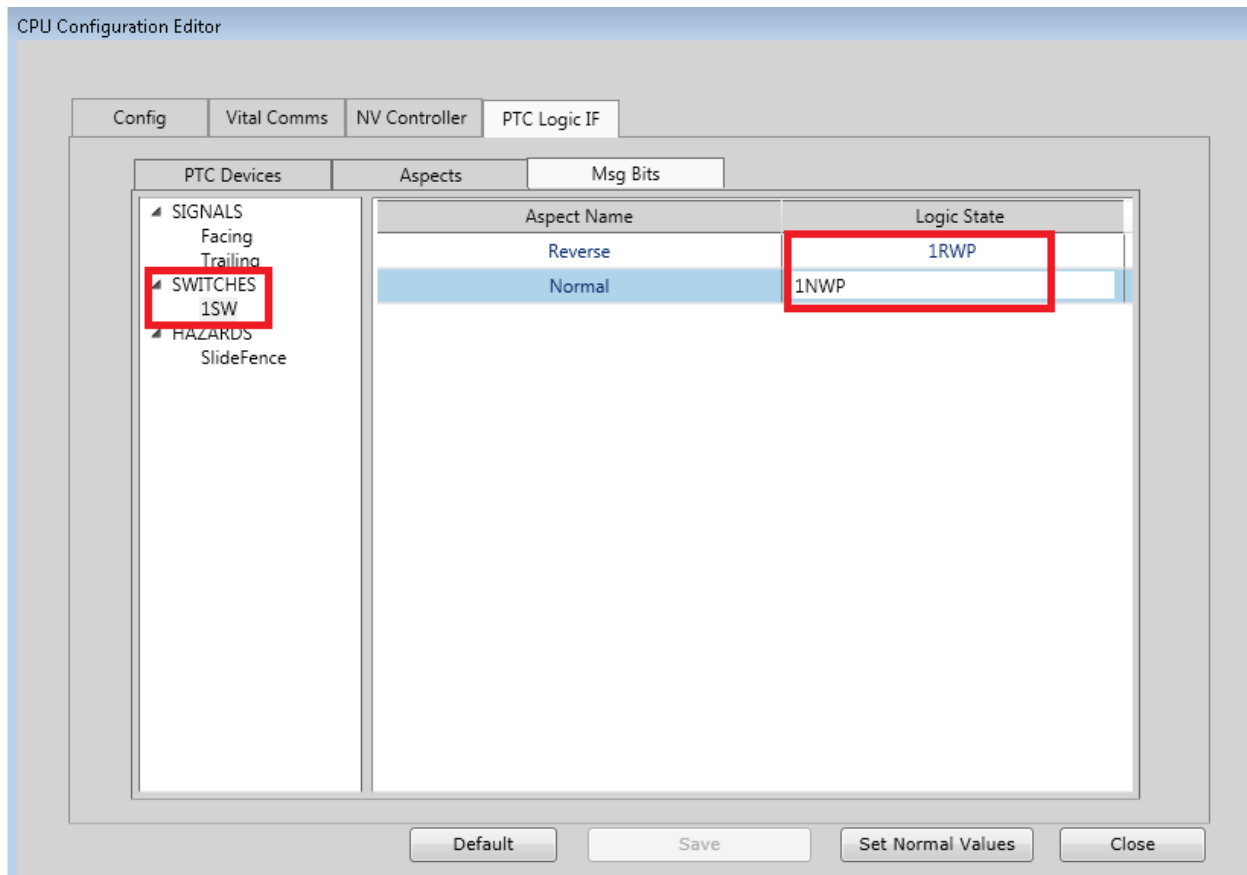 CPU Configuration Editor
Config Vital Comms NV Controller PTC Logic IF
PTC Devices Aspects Msg Bits
SIGNALS
Facing
Trailing
SWITCHES
1SW
HAZARDS
SlideFence
Aspect Name Logic State
Reverse 1RWP
Normal 1NWP
Default Save Set Normal Values Close